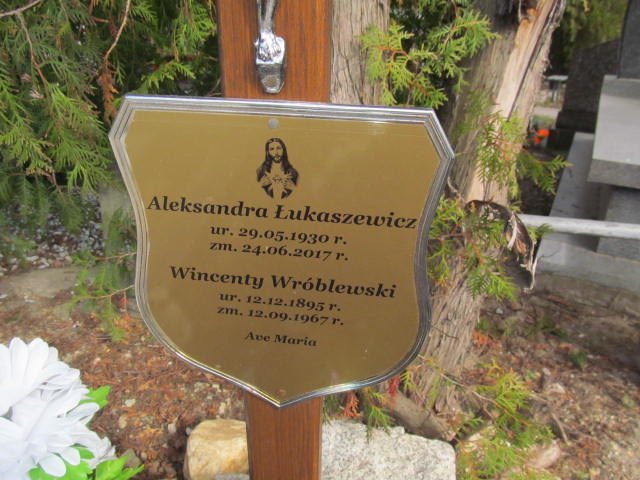 Aleksandra Łukaszewicz
ur. 29.05.1930 r.
zm. 24.06.2017 r.
Wincenty Wróblewski
ur. 12.12.1895 r.
zm. 12.09.1967 r.
Ave Maria